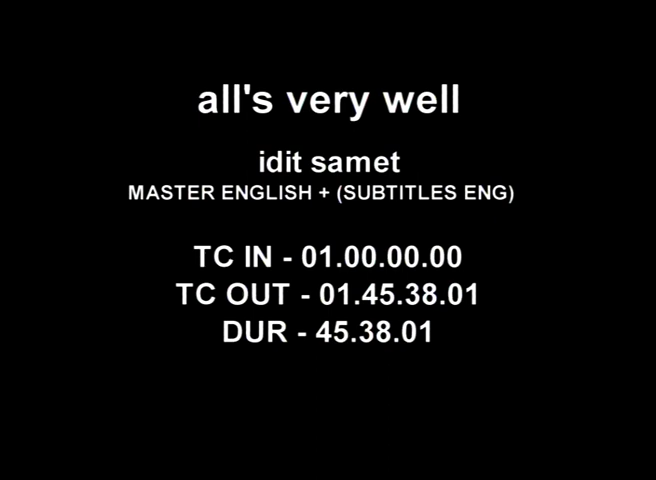 all's very well
idit samet
MASTER ENGLISH + (SUBTITLES ENG)
TC IN - 01.00.00.00
TC OUT - 01.45.38.01
DUR - 45.38.01